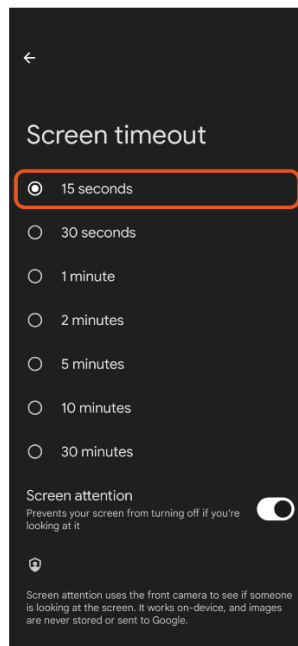 Screen timeout
15 seconds
30 seconds
1 minute
2 minutes
5 minutes
10 minutes
30 minutes
Screen attention
Prevents your screen from turning off if you're
looking at it
Screen attention uses the front camera to see if someone
is looking at the screen. It works on-device, and images
are never stored or sent to Google.